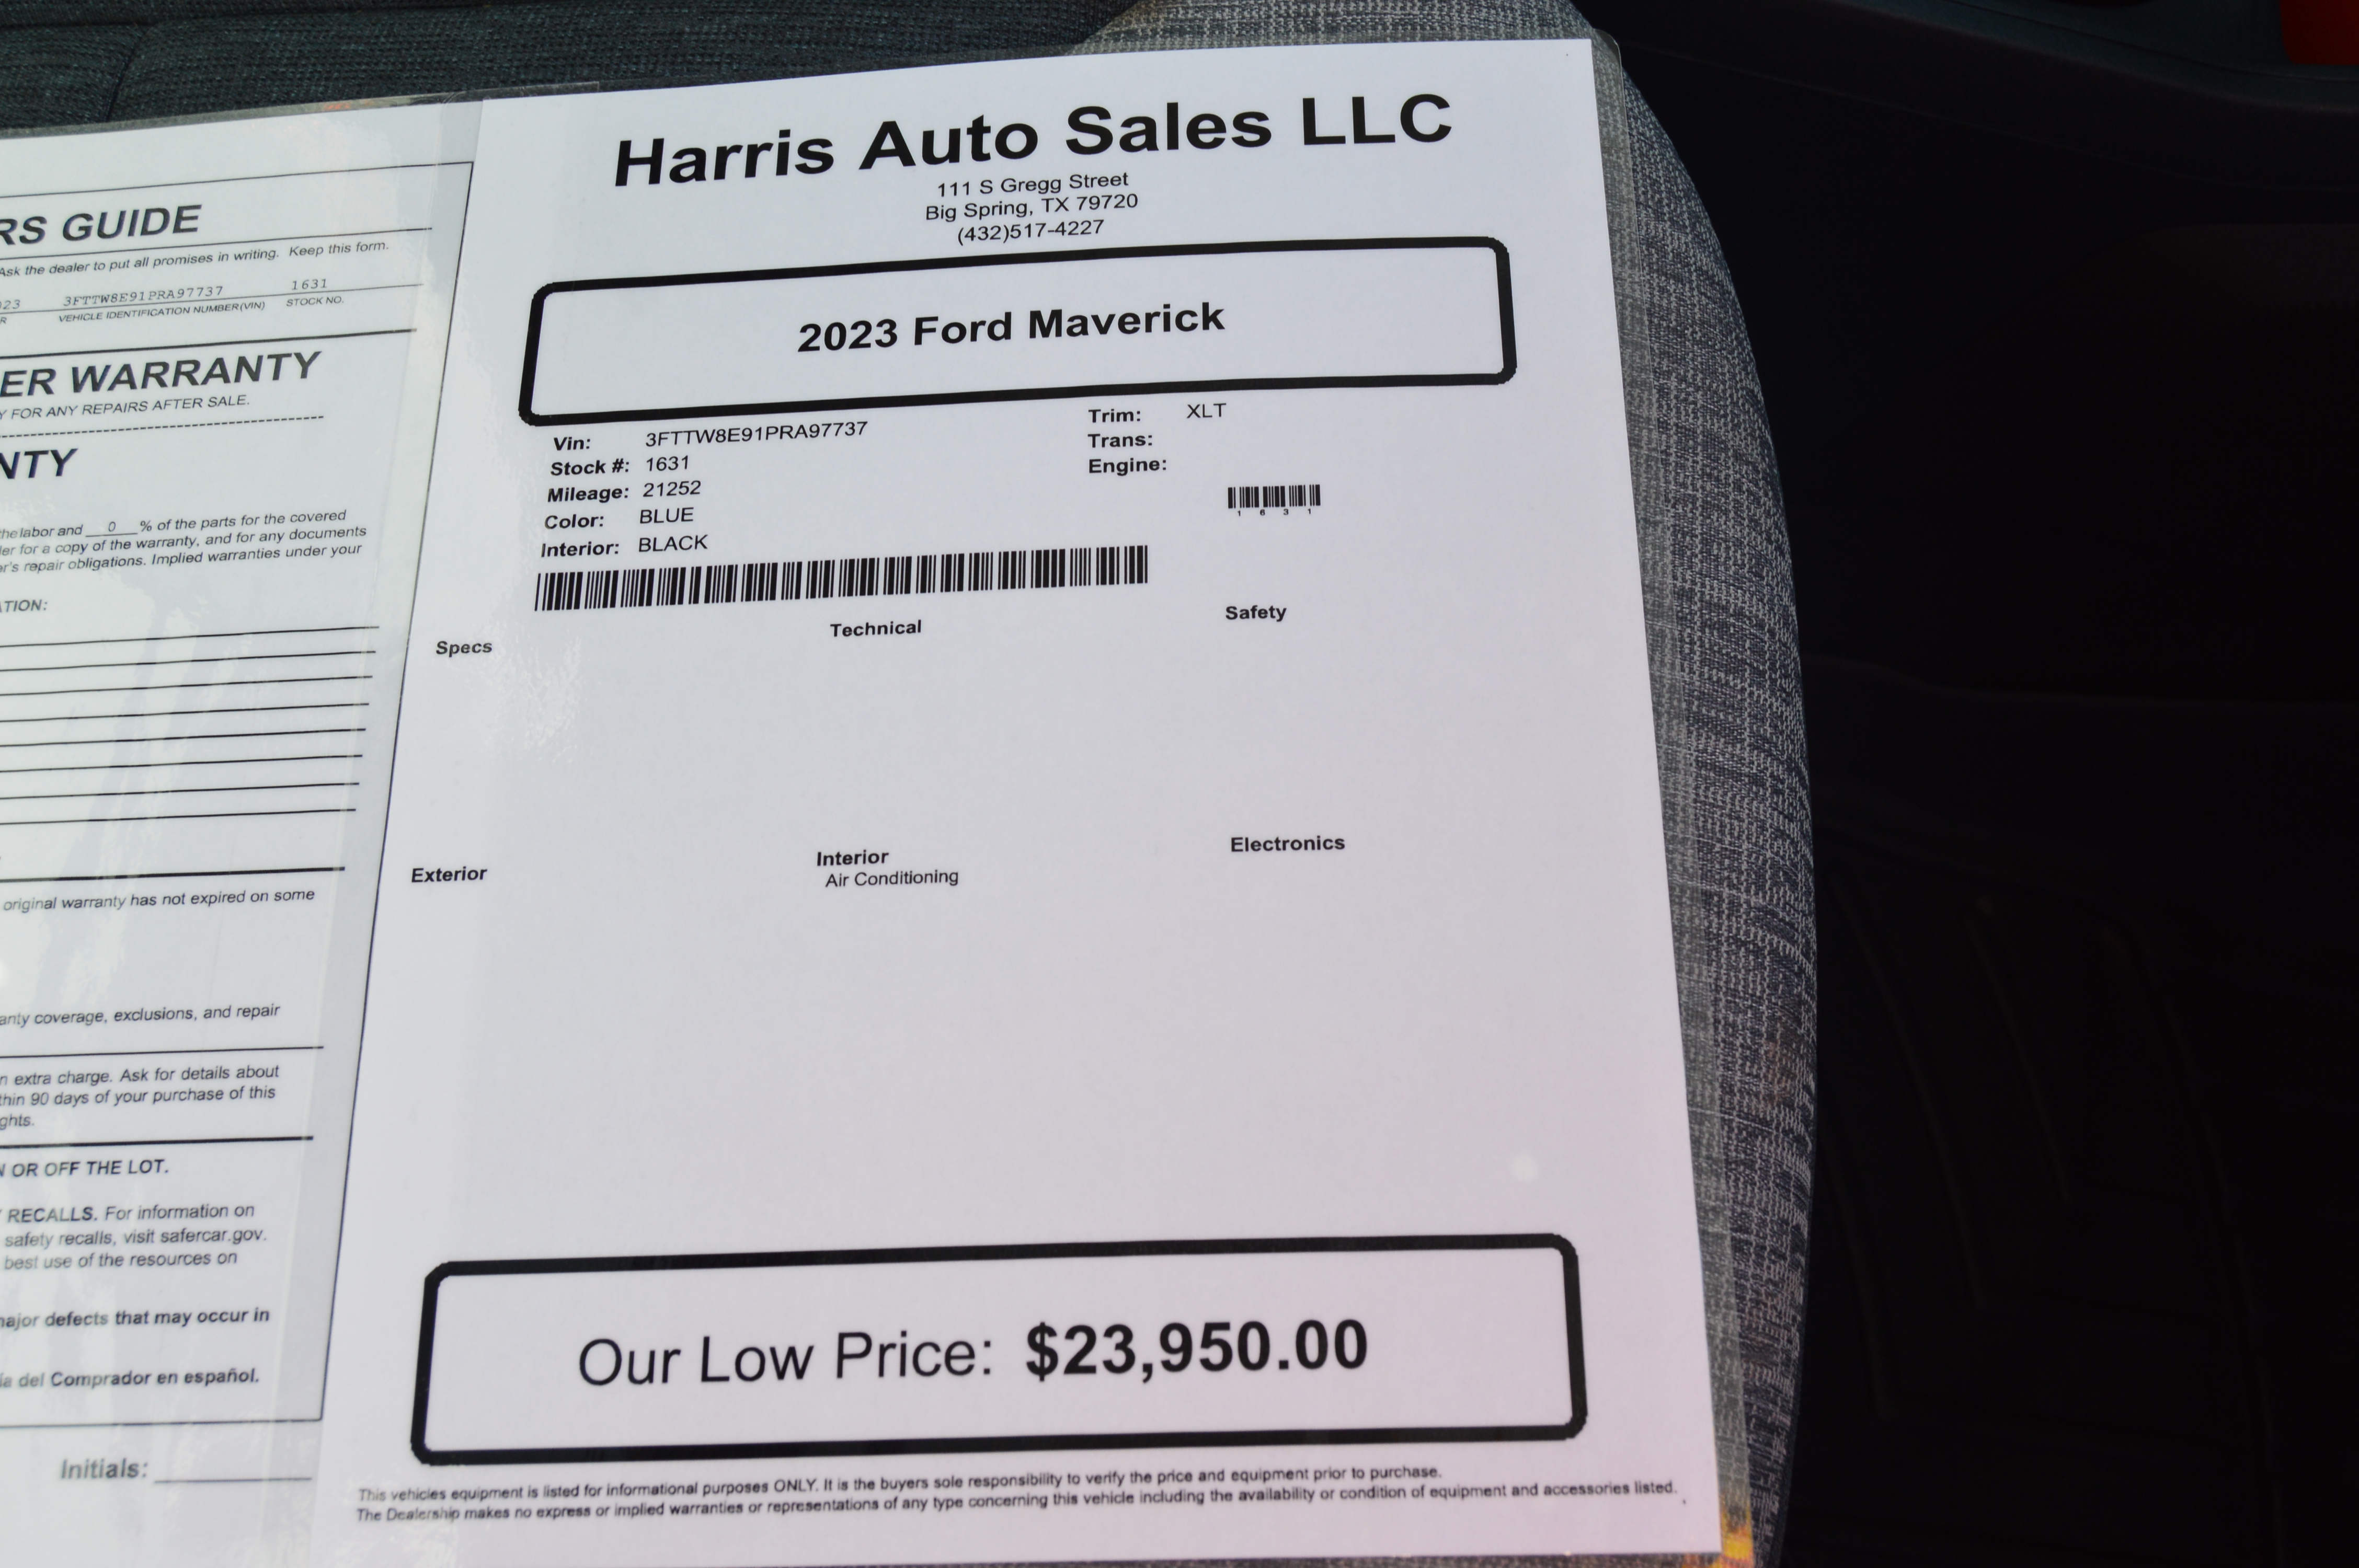 RS GUIDE
Ask the dealer to put all promises in writing. Keep this form.
23 3FTTW8E91PRA97737 1631
R VEHICLE IDENTIFICATION NUMBER(VIN) STOCK NO.
ER WARRANTY
Y FOR ANY REPAIRS AFTER SALE.
NTY
the labor and 0 % of the parts for the covered
er for a copy of the warranty, and for any documents
er's repair obligations. Implied warranties under your
ATION:
original warranty has not expired on some
anty coverage, exclusions, and repair
n extra charge. Ask for details about
thin 90 days of your purchase of this
ghts.
N OR OFF THE LOT.
RECALLS. For information on
safety recalls, visit safercar.gov.
best use of the resources on
major defects that may occur in
ía del Comprador en español.
Initials:
Harris Auto Sales LLC
111 S Gregg Street
Big Spring, TX 79720
(432)517-4227
2023 Ford Maverick
Vin: 3FTTW8E91PRA97737
Stock #: 1631
Mileage: 21252
Color: BLUE
Interior: BLACK
Trim: XLT
Trans:
Engine:
1 6 3 1
Specs
Technical
Safety
Exterior
Interior
Air Conditioning
Electronics
Our Low Price: $23,950.00
This vehicles equipment is listed for informational purposes ONLY. It is the buyers sole responsibility to verify the price and equipment prior to purchase.
The Dealership makes no express or implied warranties or representations of any type concerning this vehicle including the availability or condition of equipment and accessories listed.